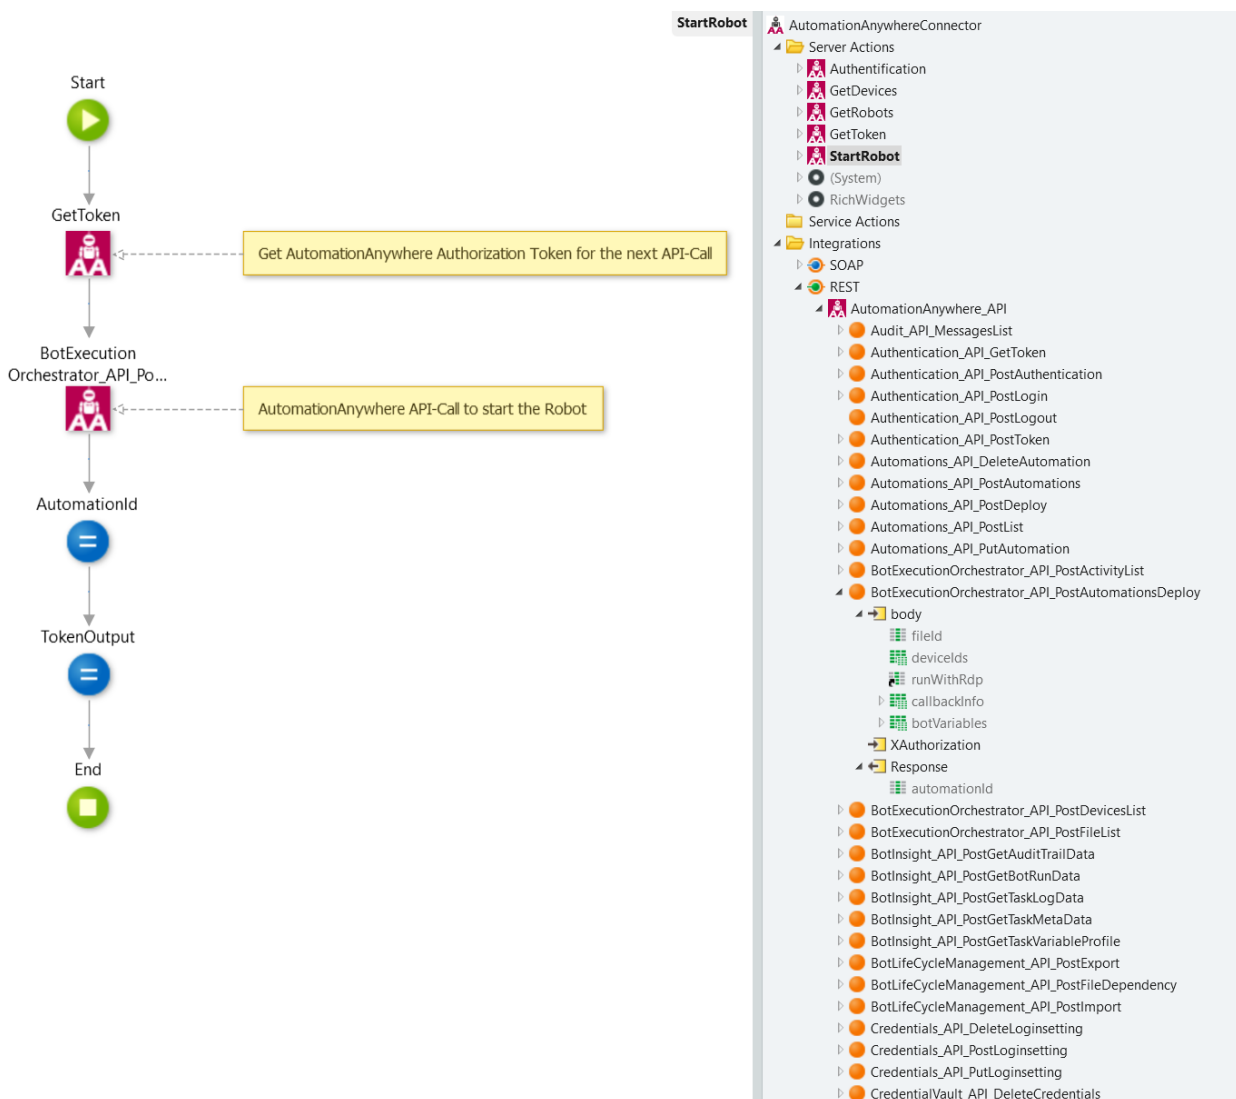 StartRobot
Start
GetToken
Get AutomationAnywhere Authorization Token for the next API-Call
BotExecution
Orchestrator_API_Po...
AutomationAnywhere API-Call to start the Robot
AutomationId
TokenOutput
End
AutomationAnywhereConnector
Server Actions
Authentification
GetDevices
GetRobots
GetToken
StartRobot
(System)
RichWidgets
Service Actions
Integrations
SOAP
REST
AutomationAnywhere_API
Audit_API_MessagesList
Authentication_API_GetToken
Authentication_API_PostAuthentication
Authentication_API_PostLogin
Authentication_API_PostLogout
Authentication_API_PostToken
Automations_API_DeleteAutomation
Automations_API_PostAutomations
Automations_API_PostDeploy
Automations_API_PostList
Automations_API_PutAutomation
BotExecutionOrchestrator_API_PostActivityList
BotExecutionOrchestrator_API_PostAutomationsDeploy
body
fileId
deviceIds
runWithRdp
callbackInfo
botVariables
XAuthorization
Response
automationId
BotExecutionOrchestrator_API_PostDevicesList
BotExecutionOrchestrator_API_PostFileList
BotInsight_API_PostGetAuditTrailData
BotInsight_API_PostGetBotRunData
BotInsight_API_PostGetTaskLogData
BotInsight_API_PostGetTaskMetaData
BotInsight_API_PostGetTaskVariableProfile
BotLifeCycleManagement_API_PostExport
BotLifeCycleManagement_API_PostFileDependency
BotLifeCycleManagement_API_PostImport
Credentials_API_DeleteLoginsetting
Credentials_API_PostLoginsetting
Credentials_API_PutLoginsetting
CredentialVault_API_DeleteCredentials